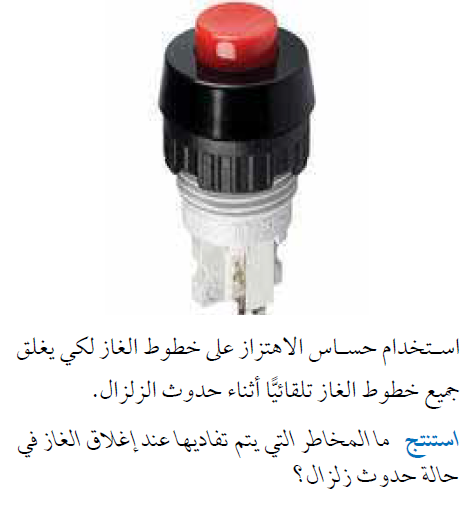 استخدام حساس الاهتزاز على خطوط الغاز لكي يغلق
جميع خطوط الغاز تلقائيًّا أثناء حدوث الزلزال.
استنتج ما المخاطر التي يتم تفاديها عند إغلاق الغاز في
حالة حدوث زلزال؟